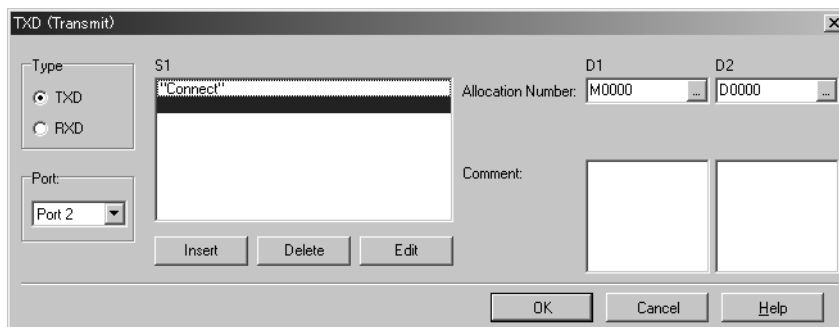 TXD (Transmit)
Type
TXD
RXD
Port:
Port 2
S1
"Connect"
Insert
Delete
Edit
D1
D2
Allocation Number:
M0000
...
D0000
...
Comment:
OK
Cancel
Help